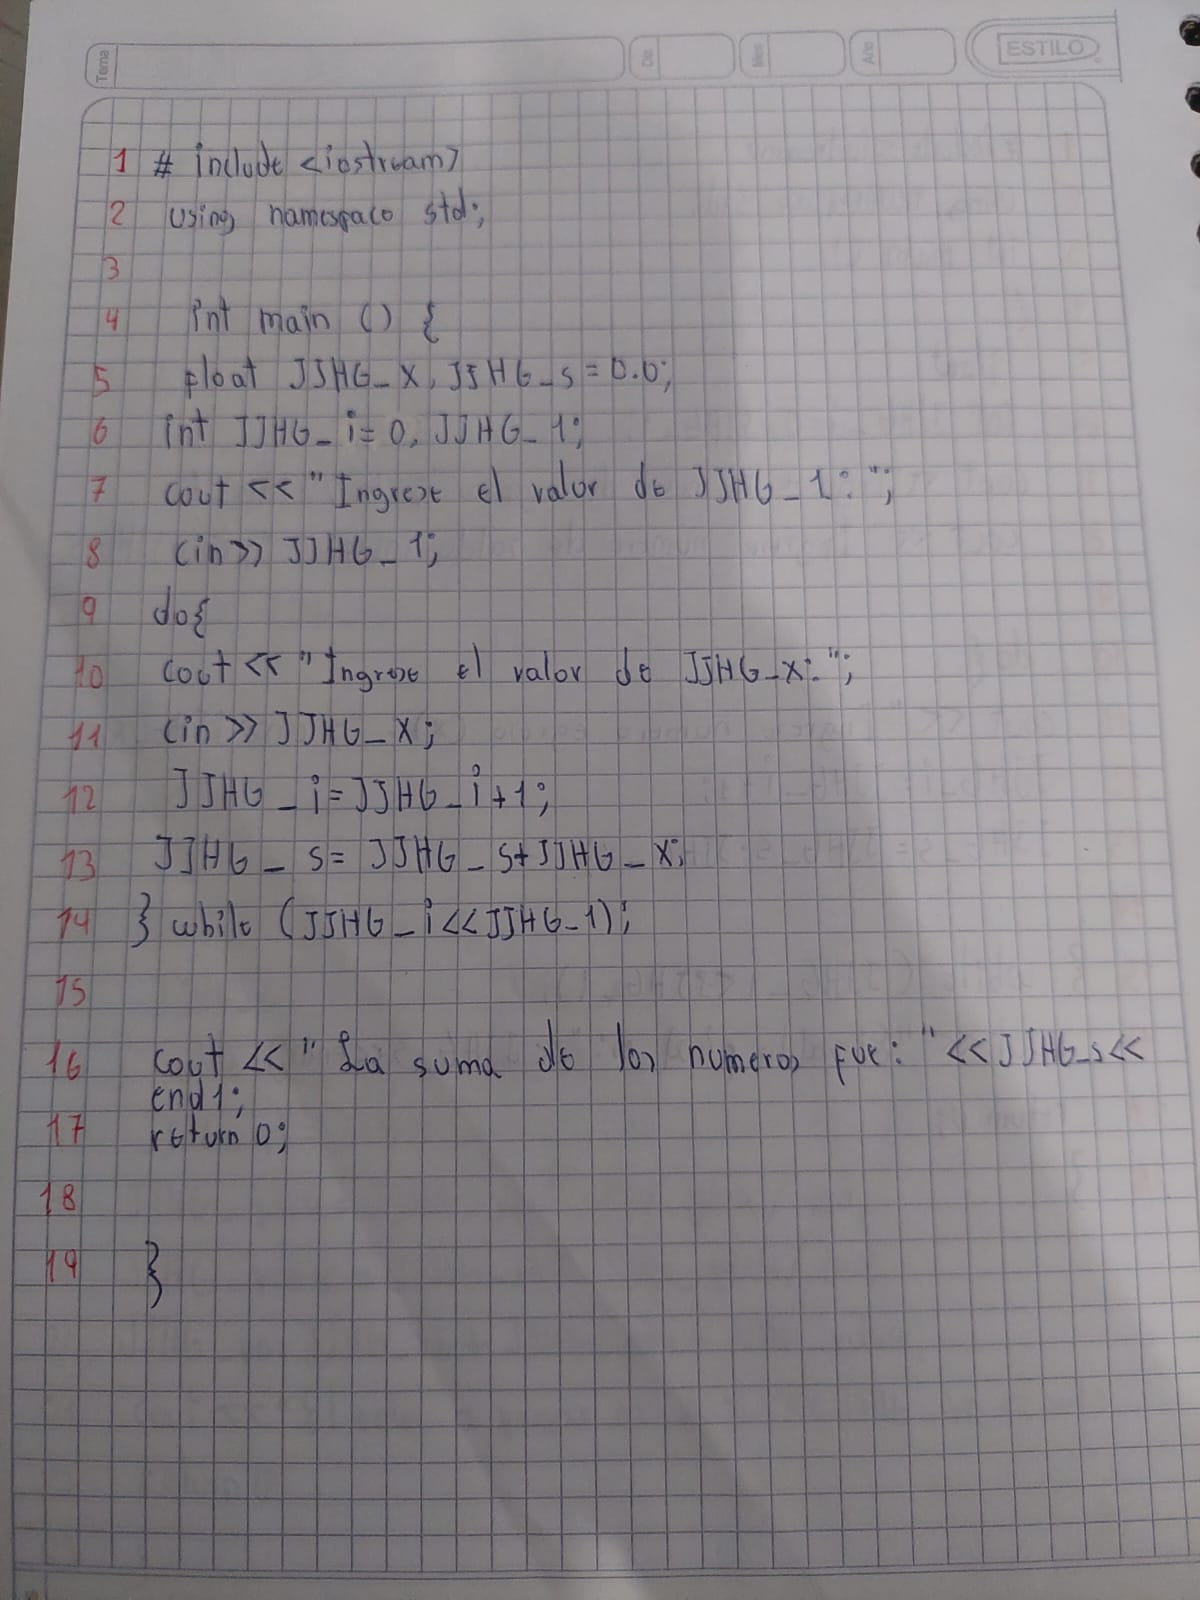 Tema
Día
Mes
Año
ESTILO
1 # include <iostream>
2 using namespace std;
3
4 int main () {
5 float JJHG_x, JJHG_s = 0.0;
6 int JJHG_i= 0, JJHG_1;
7 cout << "Ingrese el valor de JJHG_1: ";
8 cin>> JJHG_1;
9 do{
10 cout << "Ingrese el valor de JJHG_x: ";
11 cin >> JJHG_x;
12 JJHG_i=JJHG_i+1;
13 JJHG_s= JJHG_s+JJHG_x;
14 } while (JJHG_i<<JJHG_1);
15
16 cout << " La suma de los numeros fue: "<<JJHG_s<<
end1;
17 return 0;
18
19 }